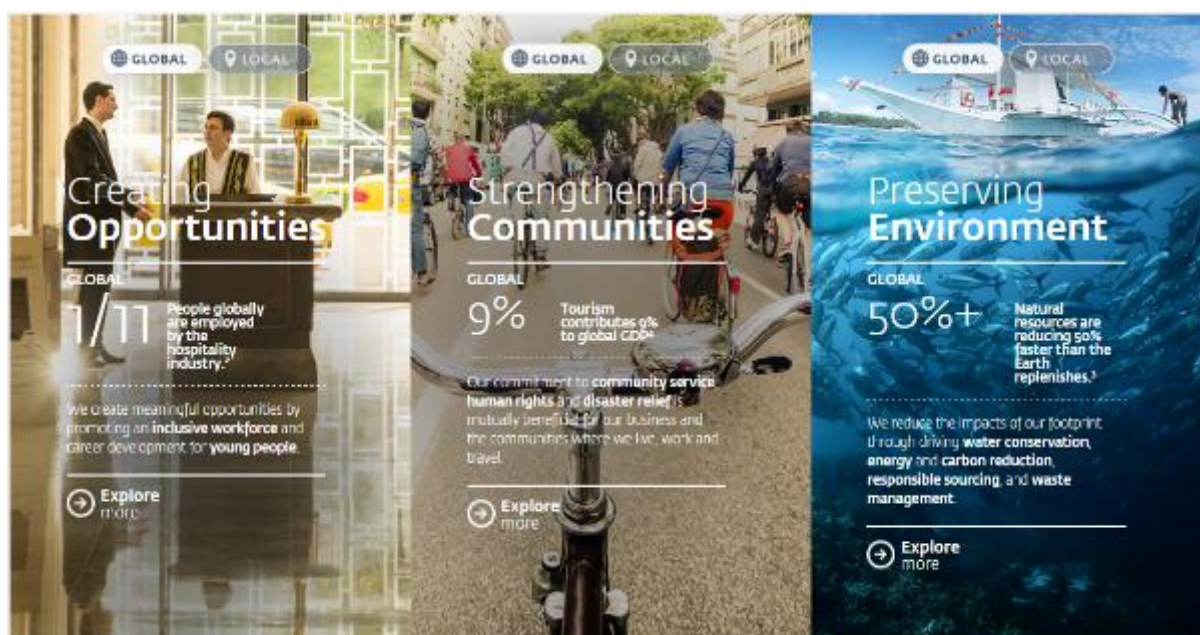 GLOBAL
LOCAL
Creating
Opportunities
GLOBAL
1/11
People globally
are employed
by the
hospitality
industry.²
We create meaningful opportunities by
promoting an inclusive workforce and
career development for young people.
Explore
more
GLOBAL
LOCAL
Strengthening
Communities
GLOBAL
9%
Tourism
contributes 9%
to global GDP⁴
Our commitment to community service
human rights and disaster relief is
mutually beneficial for our business and
the communities where we live, work and
travel.
Explore
more
GLOBAL
LOCAL
Preserving
Environment
GLOBAL
50%+
Natural
resources are
reducing 50%
faster than the
Earth
replenishes.³
We reduce the impacts of our footprint
through driving water conservation,
energy and carbon reduction,
responsible sourcing, and waste
management.
Explore
more